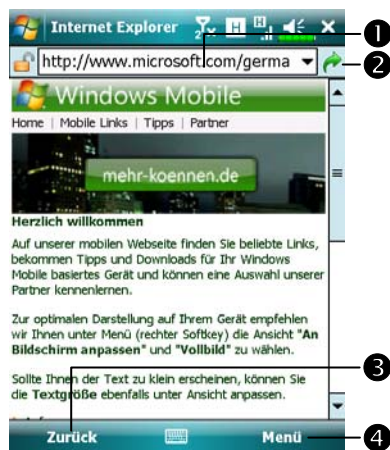 Internet Explorer
http://www.microsoft.com/germa
Windows Mobile
Home | Mobile Links | Tipps | Partner
mehr-koennen.de
Herzlich willkommen
Auf unserer mobilen Webseite finden Sie beliebte Links,
bekommen Tipps und Downloads für Ihr Windows
Mobile basiertes Gerät und können eine Auswahl unserer
Partner kennenlernen.
Zur optimalen Darstellung auf Ihrem Gerät empfehlen
wir Ihnen unter Menü (rechter Softkey) die Ansicht "An
Bildschirm anpassen" und "Vollbild" zu wählen.
Sollte Ihnen der Text zu klein erscheinen, können Sie
die Textgröße ebenfalls unter Ansicht anpassen.
Zurück Menü
1
2
3
4